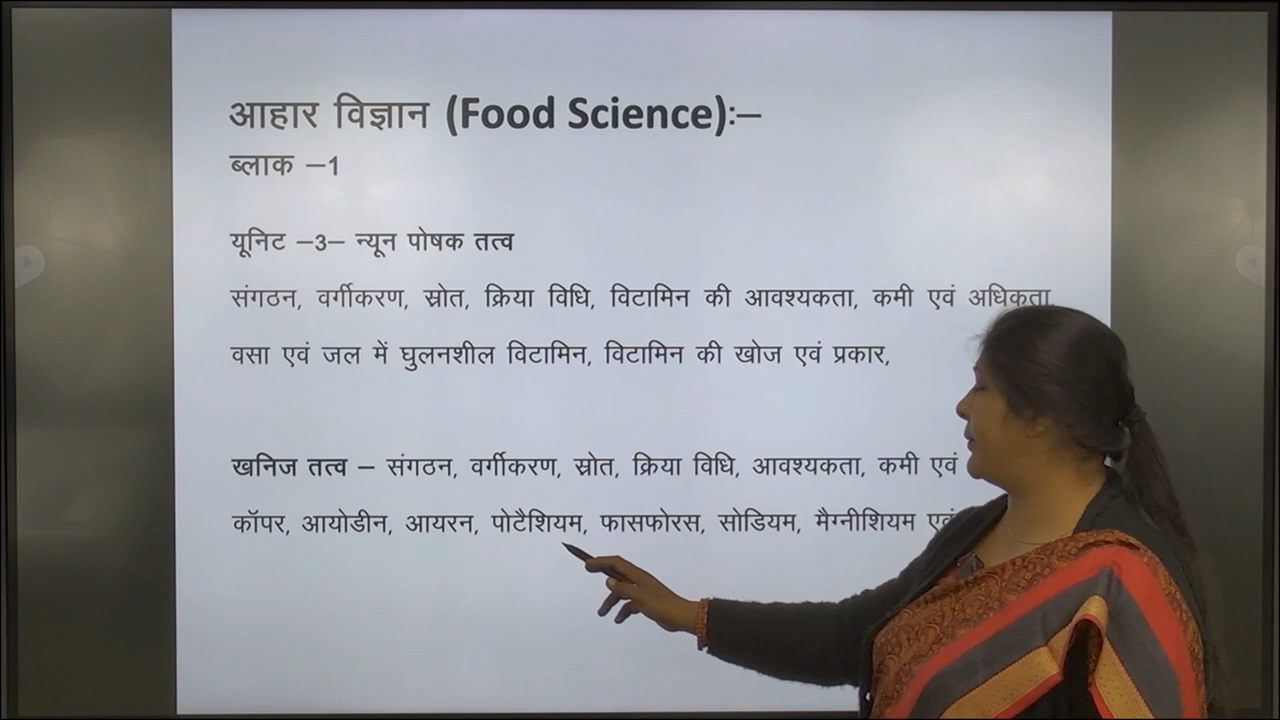 आहार विज्ञान (Food Science):–
ब्लाक –1
यूनिट –3– न्यून पोषक तत्व
संगठन, वर्गीकरण, स्रोत, क्रिया विधि, विटामिन की आवश्यकता, कमी एवं अधिकता,
वसा एवं जल में घुलनशील विटामिन, विटामिन की खोज एवं प्रकार,
खनिज तत्व – संगठन, वर्गीकरण, स्रोत, क्रिया विधि, आवश्यकता, कमी एवं
कॉपर, आयोडीन, आयरन, पोटैशियम, फासफोरस, सोडियम, मैग्नीशियम एवं